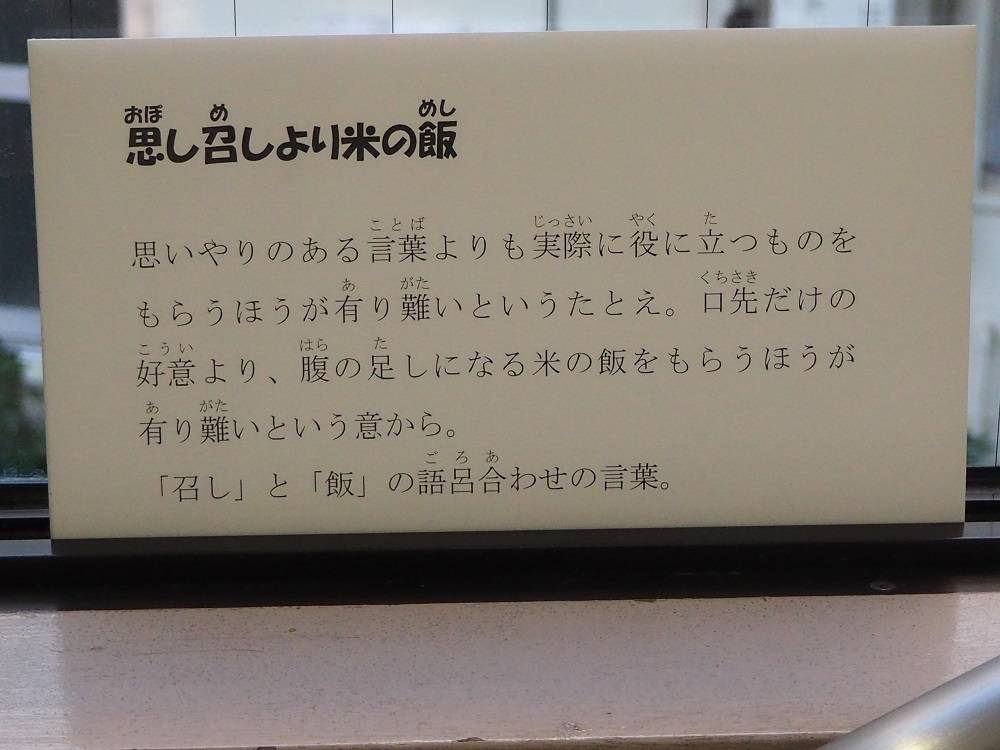 思し召しより米の飯
思いやりのある言葉よりも実際に役に立つものを
もらうほうが有り難いというたとえ。口先だけの
好意より、腹の足しになる米の飯をもらうほうが
有り難いという意から。
「召し」と「飯」の語呂合わせの言葉。